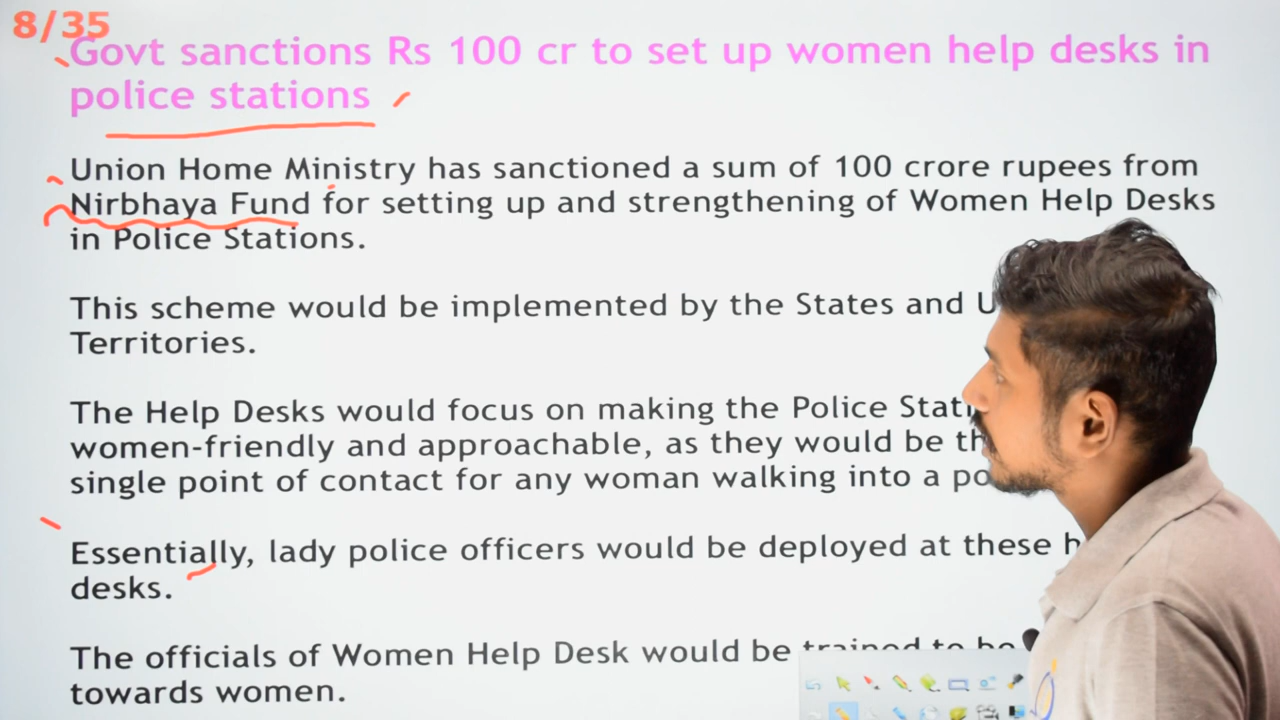 8/35
Govt sanctions Rs 100 cr to set up women help desks in
police stations
Union Home Ministry has sanctioned a sum of 100 crore rupees from
Nirbhaya Fund for setting up and strengthening of Women Help Desks
in Police Stations.
This scheme would be implemented by the States and
Territories.
The Help Desks would focus on making the Police
women-friendly and approachable, as they would be
single point of contact for any woman walking into a
Essentially, lady police officers would be deployed at these
desks.
The officials of Women Help Desk would be trained to be
towards women.